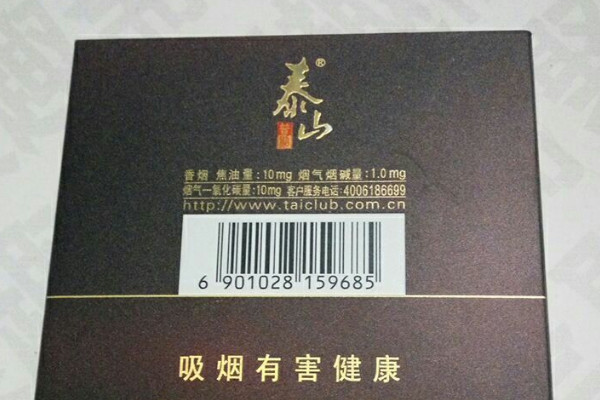 泰山®
香烟 焦油量:10mg 烟气烟碱量:1.0mg
烟气一氧化碳量:10mg 客户服务电话:4006186699
http://www.taiclub.com.cn
6 901028 159685
吸烟有害健康